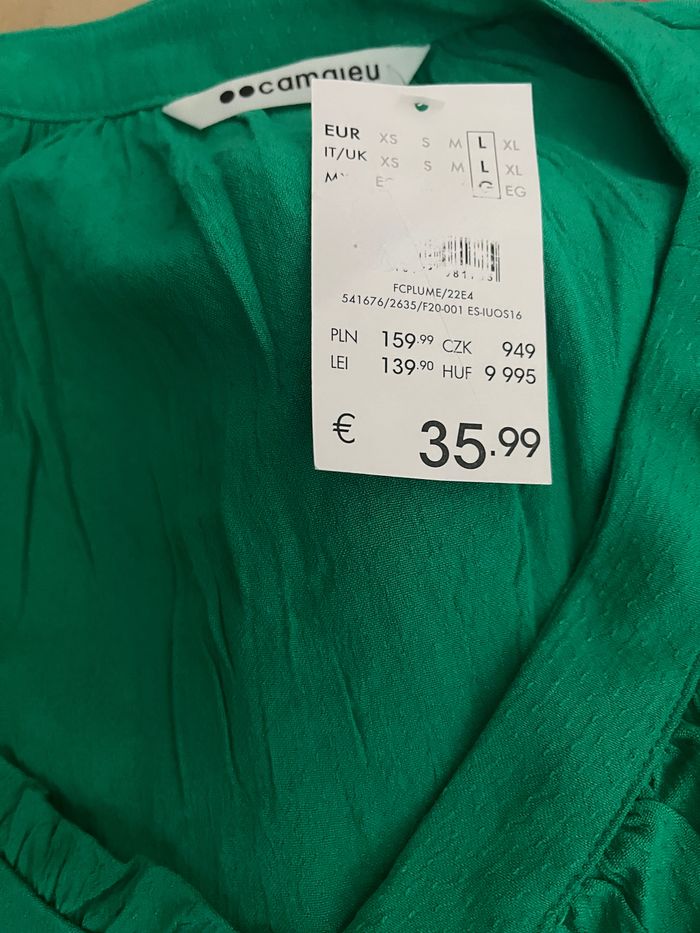 camaieu
EUR XS S M L XL
IT/UK XS S M L XL
EG
FCPLUME/22E4
541676/2635/F20-001 ES-IUOS16
PLN 159.99 CZK 949
LEI 139.90 HUF 9 995
€ 35.99